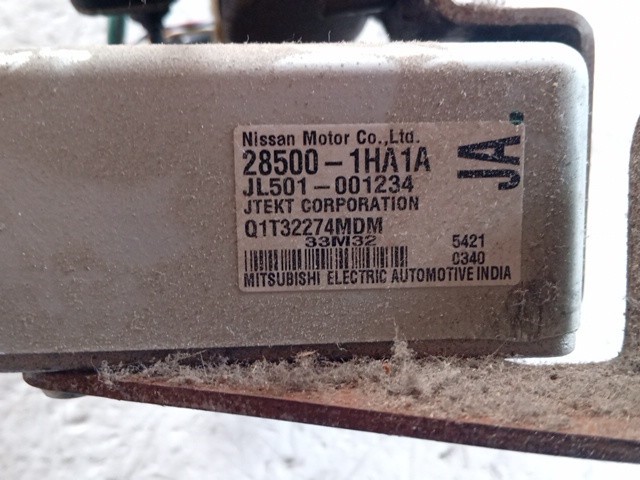 Nissan Motor Co.,Ltd.
28500-1HA1A
JA
JL501-001234
JTEKT CORPORATION
Q1T32274MDM
33M32
5421
0340
MITSUBISHI ELECTRIC AUTOMOTIVE INDIA